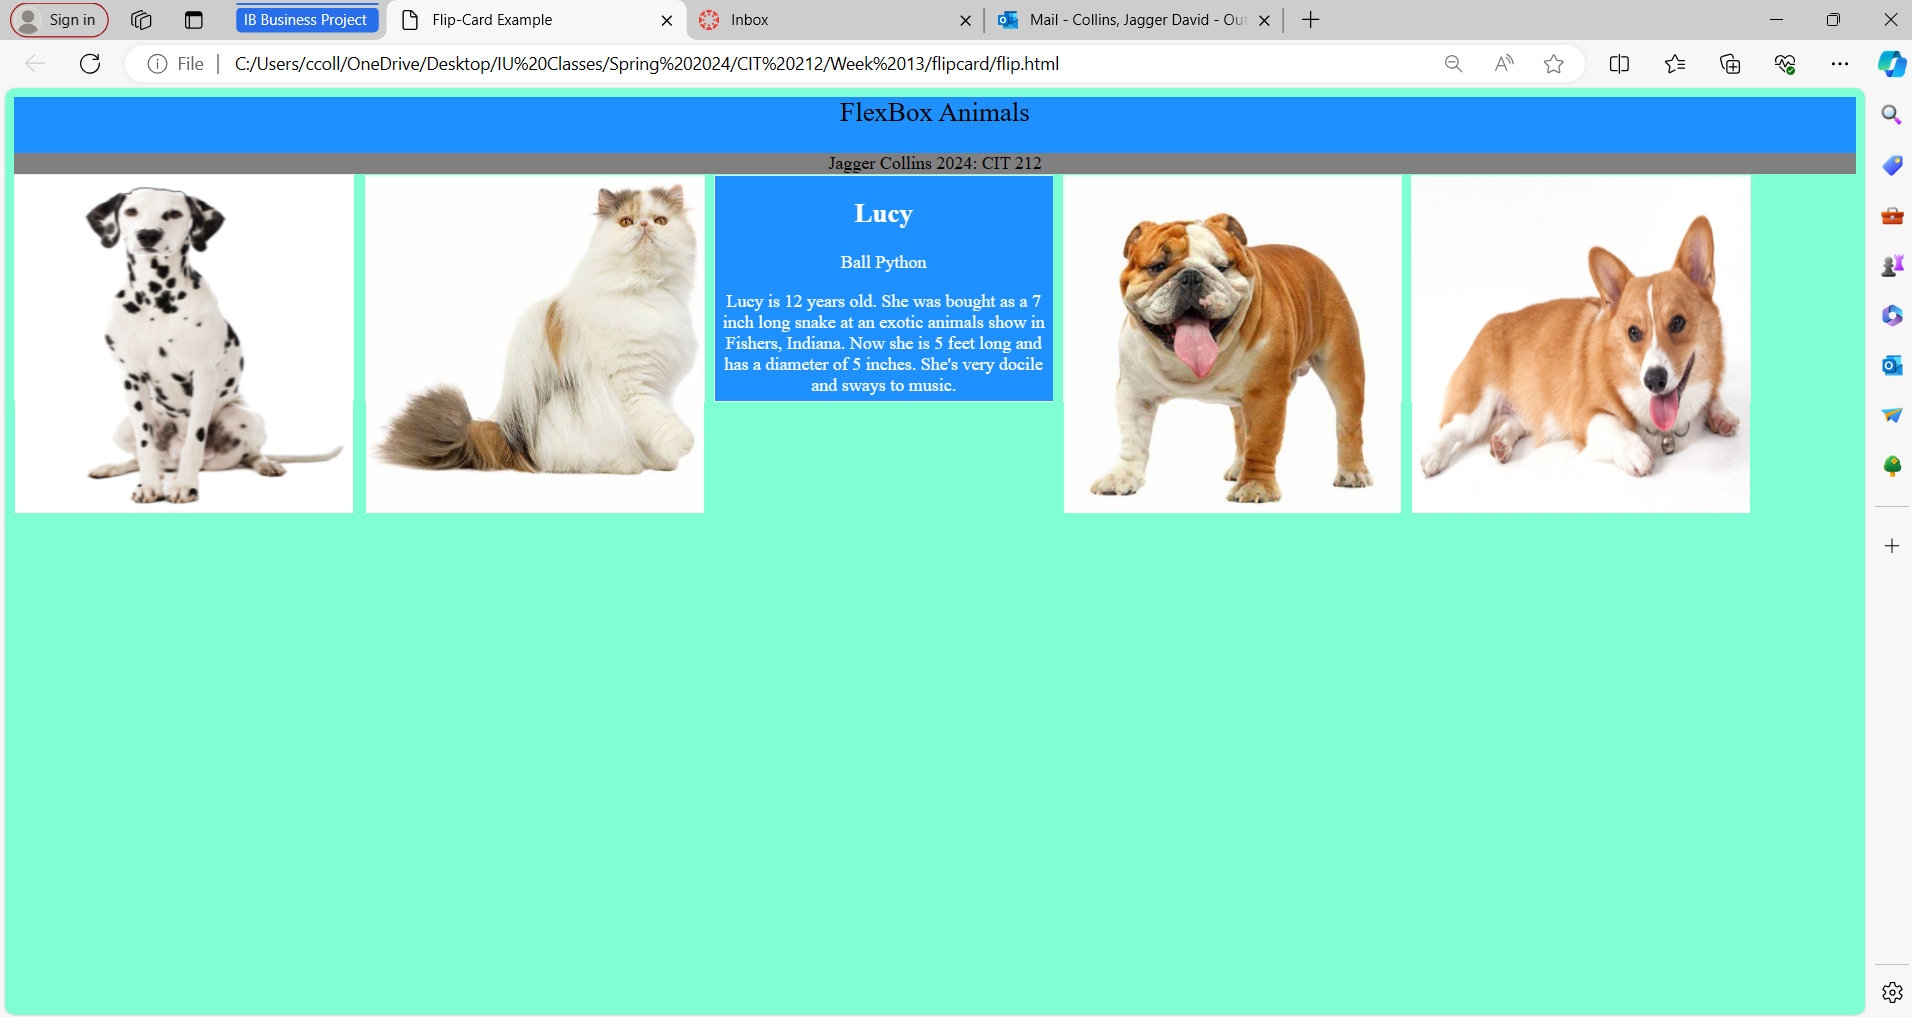 Sign in
IB Business Project
Flip-Card Example
Inbox
Mail - Collins, Jagger David - Out
File
C:/Users/ccoll/OneDrive/Desktop/IU%20Classes/Spring%202024/CIT%20212/Week%2013/flipcard/flip.html
FlexBox Animals
Jagger Collins 2024: CIT 212
Lucy
Ball Python
Lucy is 12 years old. She was bought as a 7
inch long snake at an exotic animals show in
Fishers, Indiana. Now she is 5 feet long and
has a diameter of 5 inches. She's very docile
and sways to music.